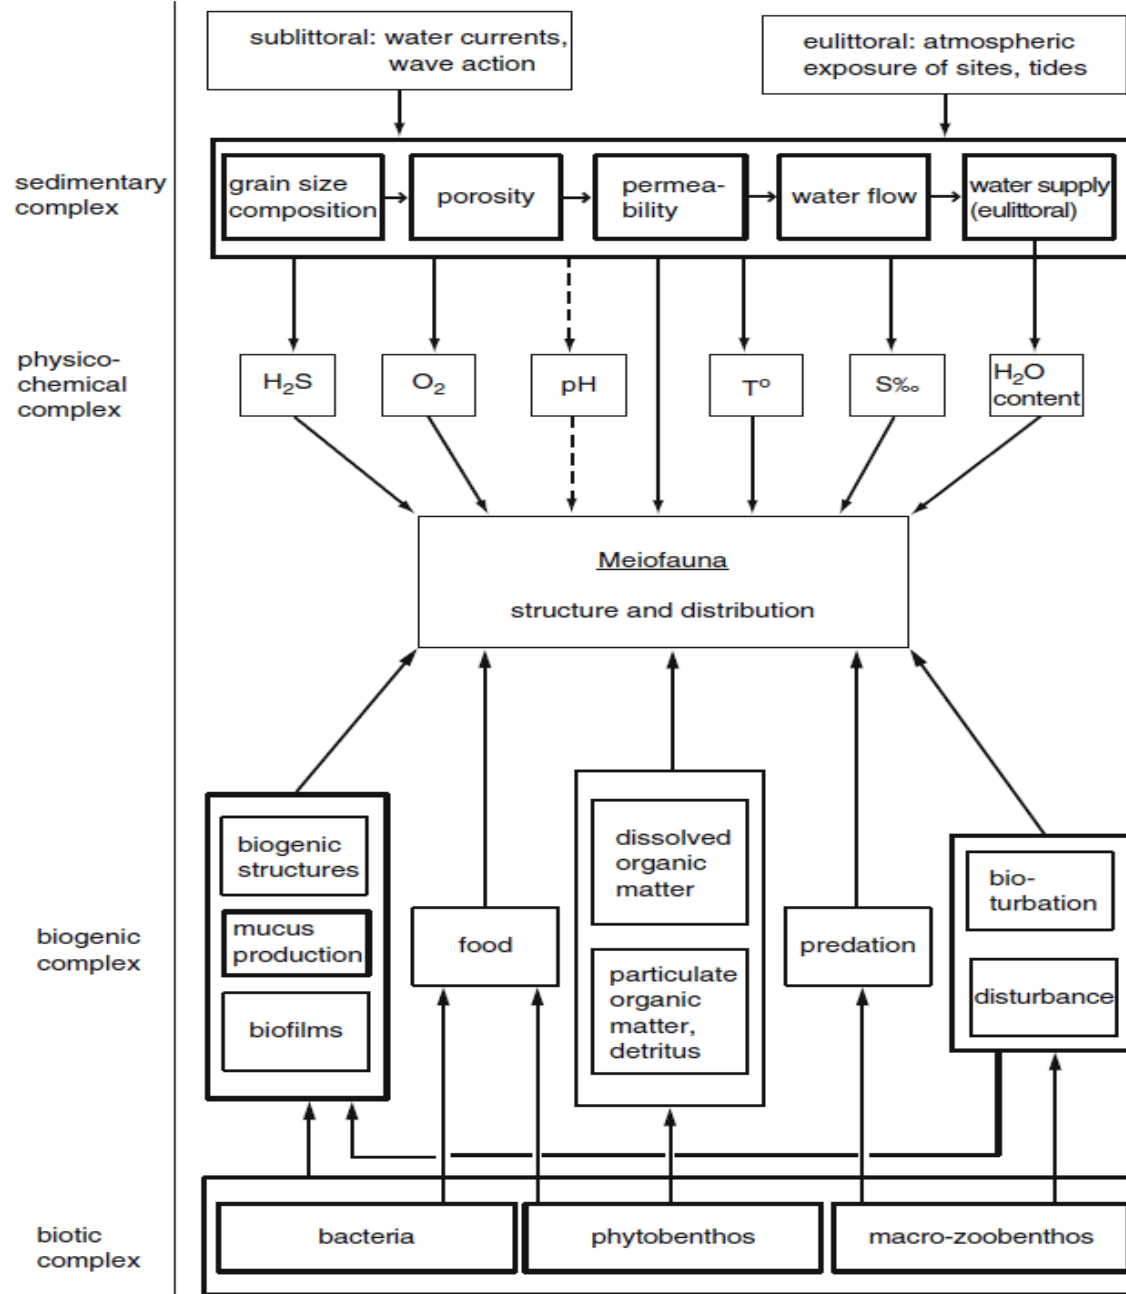 sublittoral: water currents,
wave action
eulittoral: atmospheric
exposure of sites, tides
sedimentary
complex
grain size
composition
porosity
permea-
bility
water flow
water supply
(eulittoral)
physico-
chemical
complex
H₂S
O₂
pH
T°
S‰
H₂O
content
Meiofauna
structure and distribution
biogenic
complex
biogenic
structures
mucus
production
biofilms
food
dissolved
organic
matter
particulate
organic
matter,
detritus
predation
bio-
turbation
disturbance
biotic
complex
bacteria
phytobenthos
macro-zoobenthos